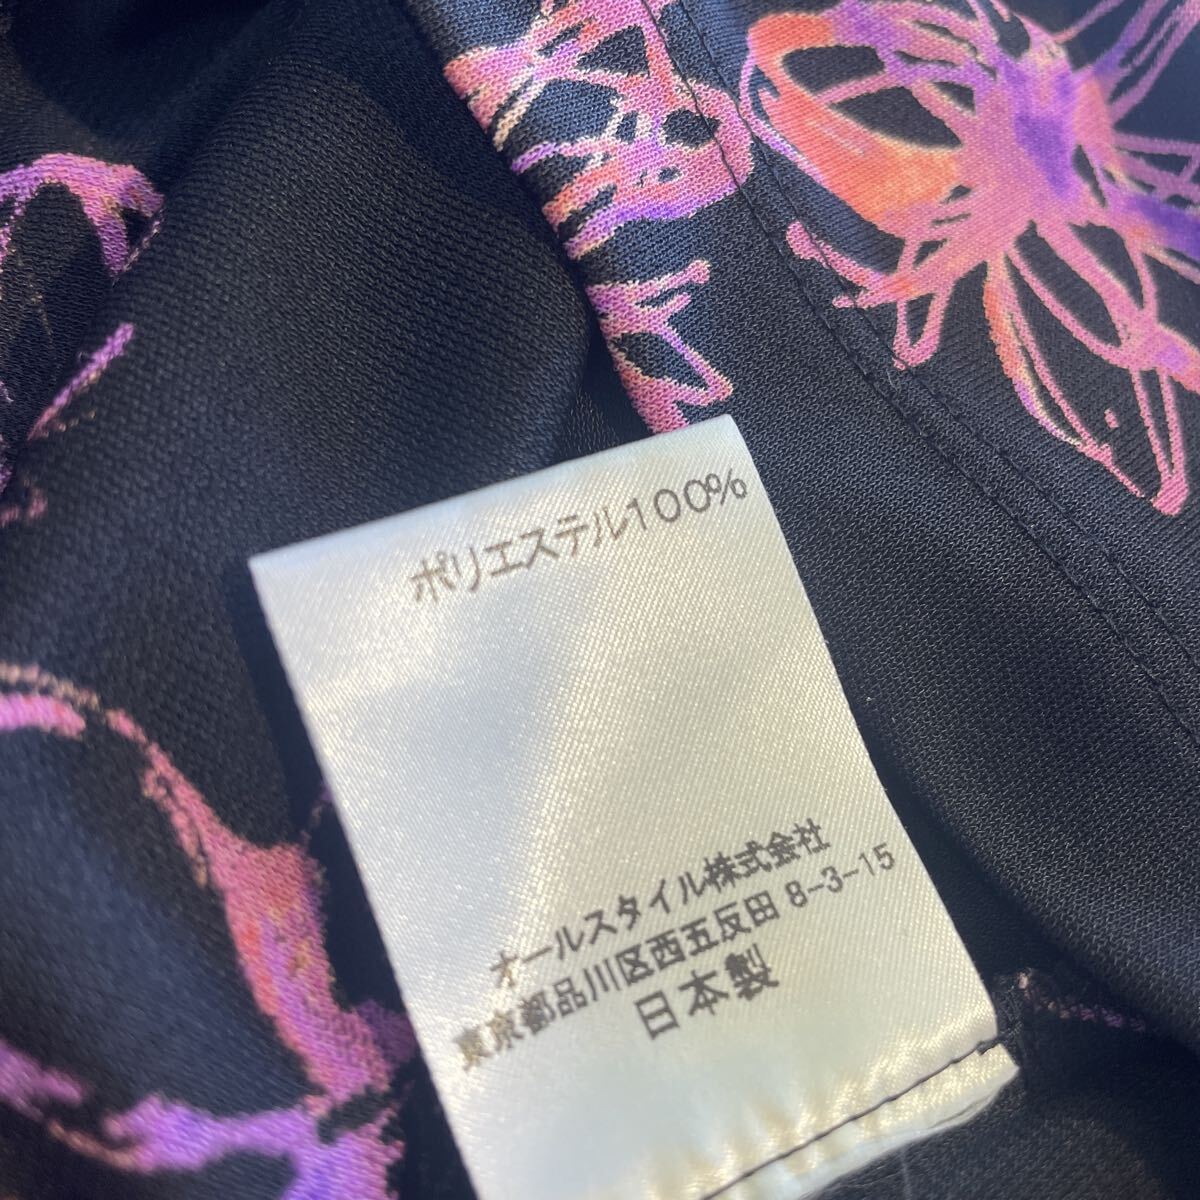 ポリエステル100%
オールスタイル株式会社
東京都品川区西五反田 8-3-15
日本製